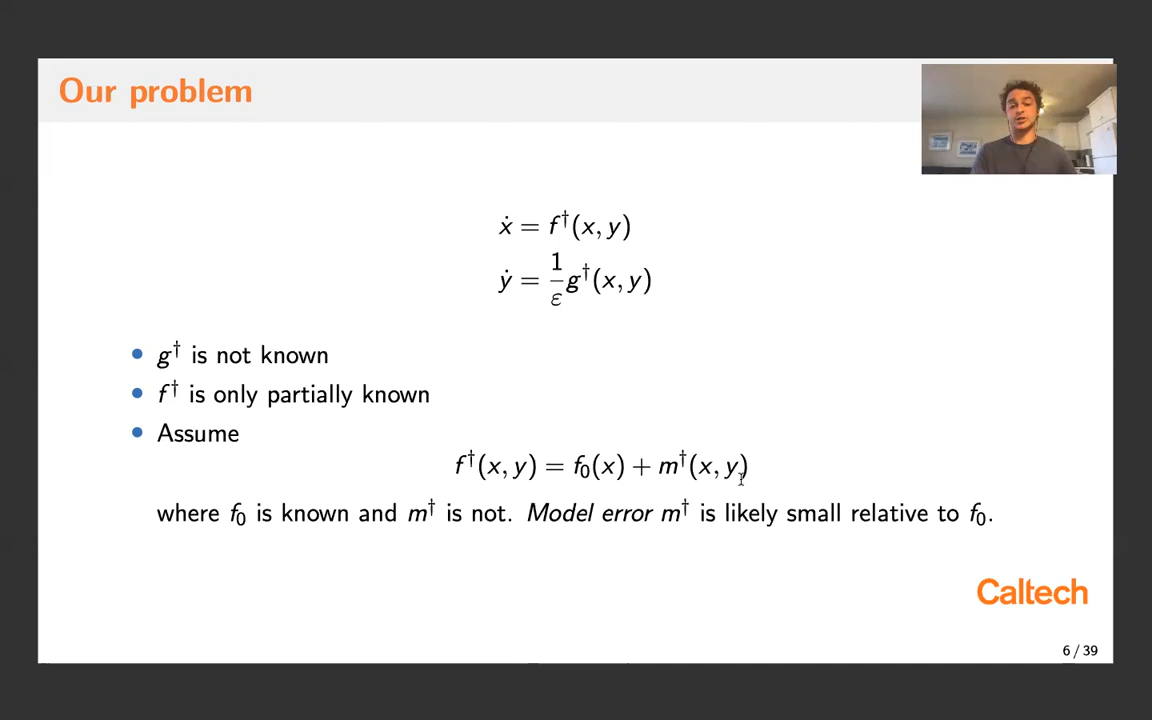 Our problem
ẋ = f†(x, y)
ẏ = 1/ε g†(x, y)
• g† is not known
• f† is only partially known
• Assume
f†(x, y) = f₀(x) + m†(x, y)
where f₀ is known and m† is not. Model error m† is likely small relative to f₀.
Caltech
6 / 39